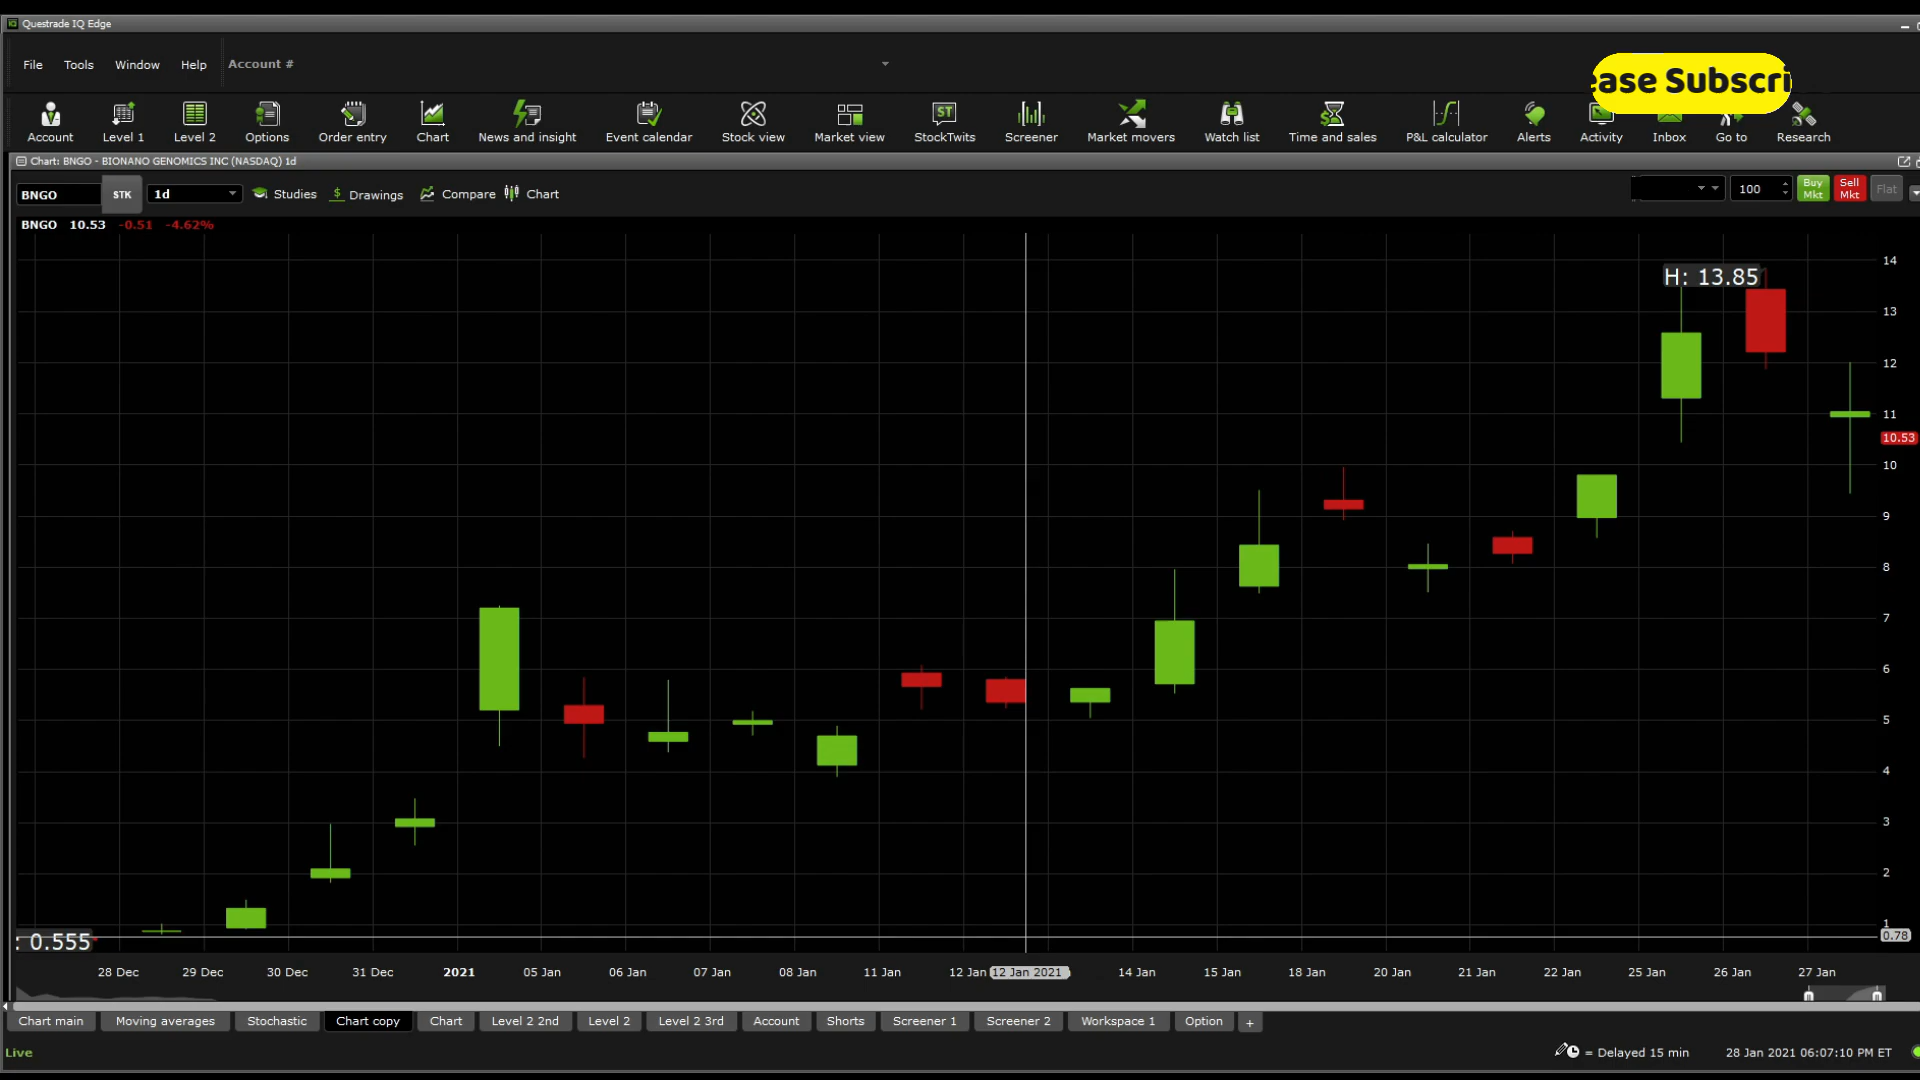 Questrade IQ Edge
File Tools Window Help Account #
ease Subscri
Account Level 1 Level 2 Options Order entry Chart News and insight Event calendar Stock view Market view StockTwits Screener Market movers Watch list Time and sales P&L calculator Alerts Activity Inbox Go to Research
Chart: BNGO - BIONANO GENOMICS INC (NASDAQ) 1d
BNGO STK 1d Studies Drawings Compare Chart 100 Buy Mkt Sell Mkt Flat
BNGO 10.53 -0.51 -4.62%
14
H: 13.85
13
12
11
10.53
10
9
8
7
6
5
4
3
2
1
: 0.555
0.78
28 Dec 29 Dec 30 Dec 31 Dec 2021 05 Jan 06 Jan 07 Jan 08 Jan 11 Jan 12 Jan 12 Jan 2021 14 Jan 15 Jan 18 Jan 20 Jan 21 Jan 22 Jan 25 Jan 26 Jan 27 Jan
Chart main Moving averages Stochastic Chart copy Chart Level 2 2nd Level 2 Level 2 3rd Account Shorts Screener 1 Screener 2 Workspace 1 Option +
Live = Delayed 15 min 28 Jan 2021 06:07:10 PM ET